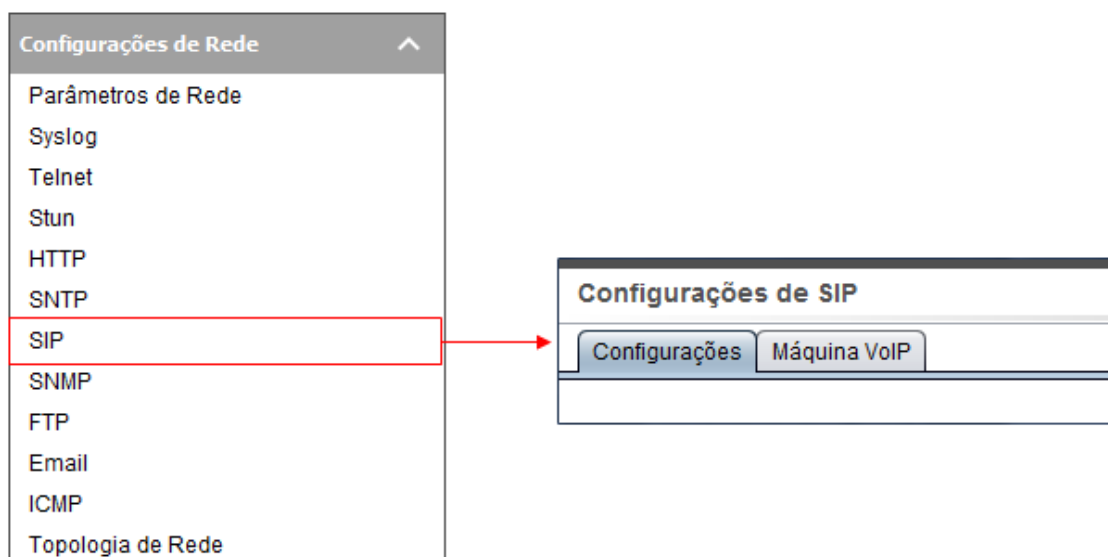 Configurações de Rede
Parâmetros de Rede
Syslog
Telnet
Stun
HTTP
SNTP
SIP
SNMP
FTP
Email
ICMP
Topologia de Rede
Configurações de SIP
Configurações Máquina VoIP